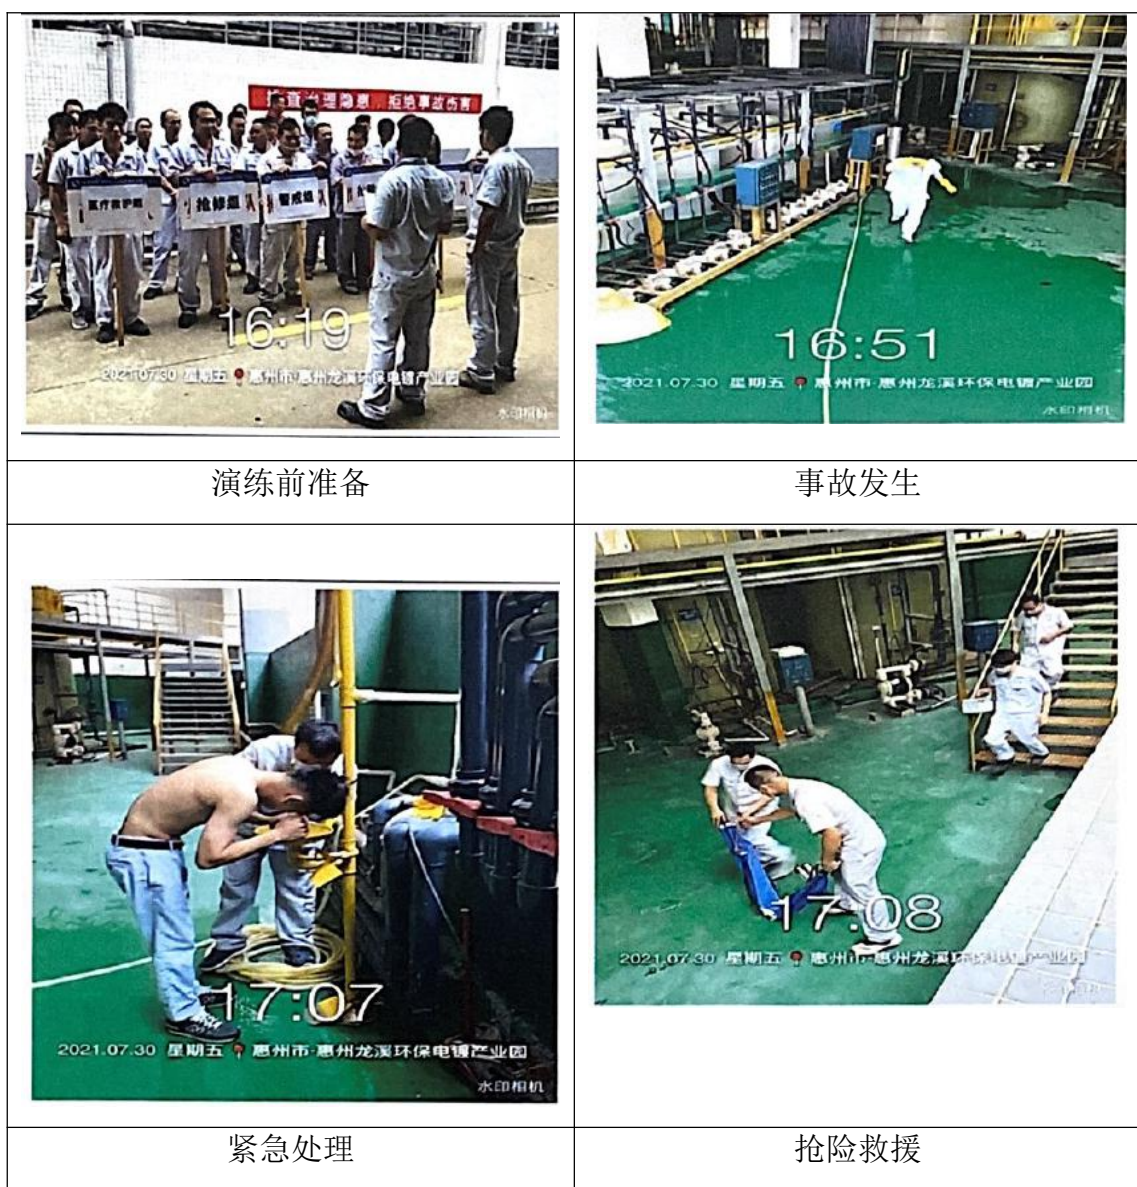 查治理隐患，拒绝事故伤害
医疗救护组
抢修组
警戒组
16:19
2021.07.30 星期五 惠州市·惠州龙溪环保电镀产业园
水印相机
16:51
2021.07.30 星期五 惠州市·惠州龙溪环保电镀产业园
水印相机
演练前准备
事故发生
17:07
2021.07.30 星期五 惠州市·惠州龙溪环保电镀产业园
水印相机
17:08
2021.07.30 星期五 惠州市·惠州龙溪环保电镀产业园
紧急处理
抢险救援